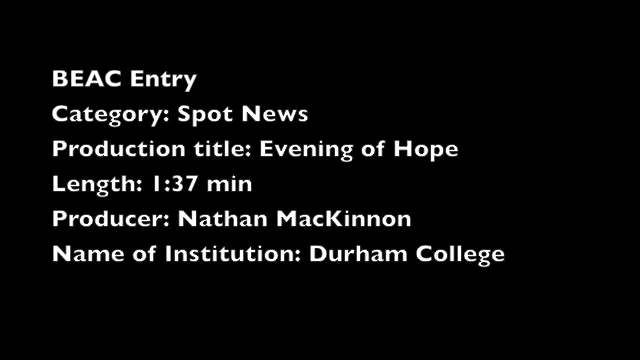 BEAC Entry
Category: Spot News
Production title: Evening of Hope
Length: 1:37 min
Producer: Nathan MacKinnon
Name of Institution: Durham College